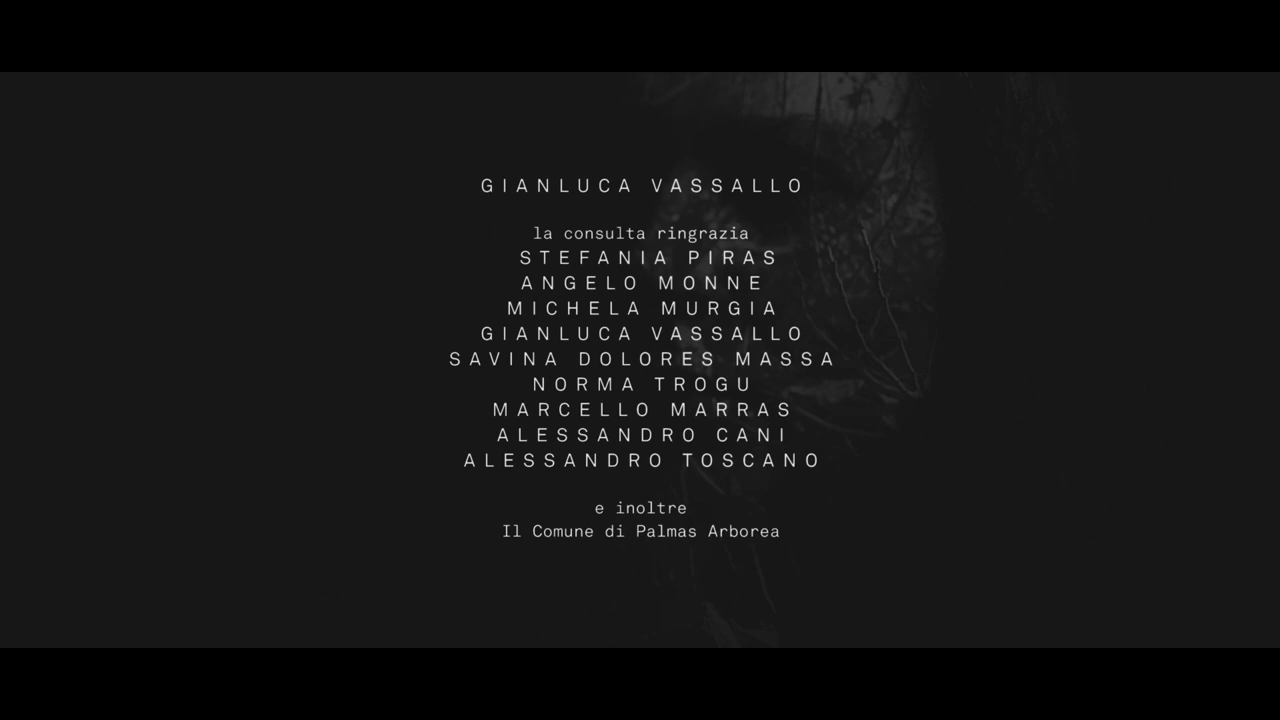 GIANLUCA VASSALLO
la consulta ringrazia
STEFANIA PIRAS
ANGELO MONNE
MICHELA MURGIA
GIANLUCA VASSALLO
SAVINA DOLORES MASSA
NORMA TROGU
MARCELLO MARRAS
ALESSANDRO CANI
ALESSANDRO TOSCANO
e inoltre
Il Comune di Palmas Arborea